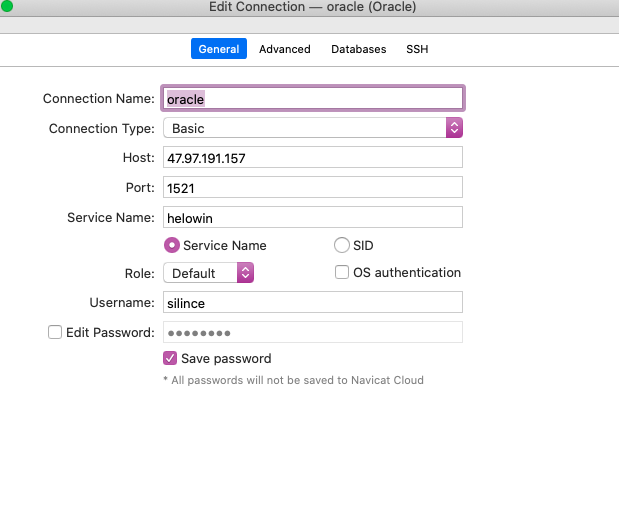 Edit Connection — oracle (Oracle)
General Advanced Databases SSH
Connection Name: oracle
Connection Type: Basic
Host: 47.97.191.157
Port: 1521
Service Name: helowin
Service Name SID
Role: Default OS authentication
Username: silince
Edit Password: ●●●●●●●●
Save password
* All passwords will not be saved to Navicat Cloud